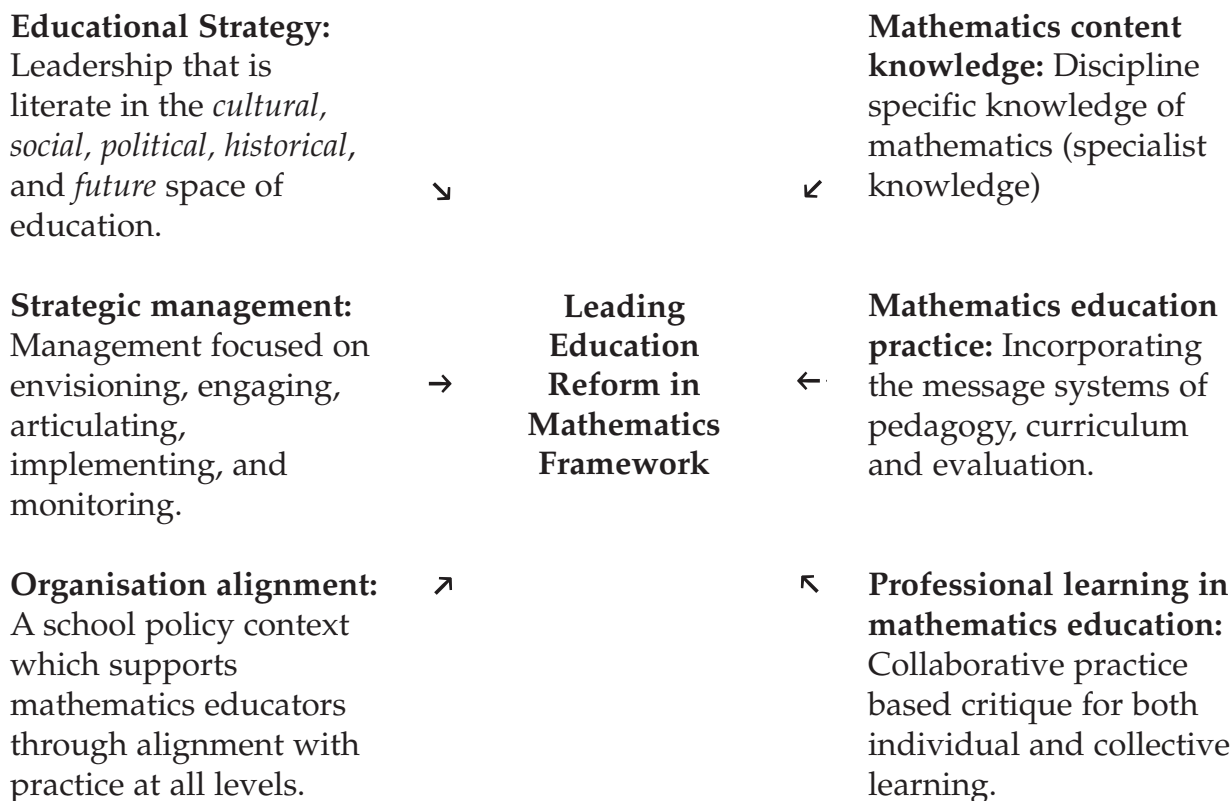 Educational Strategy:
Leadership that is
literate in the cultural,
social, political, historical,
and future space of
education.
Strategic management:
Management focused on
envisioning, engaging,
articulating,
implementing, and
monitoring.
Organisation alignment:
A school policy context
which supports
mathematics educators
through alignment with
practice at all levels.
Leading
Education
Reform in
Mathematics
Framework
Mathematics content
knowledge: Discipline
specific knowledge of
mathematics (specialist
knowledge)
Mathematics education
practice: Incorporating
the message systems of
pedagogy, curriculum
and evaluation.
Professional learning in
mathematics education:
Collaborative practice
based critique for both
individual and collective
learning.